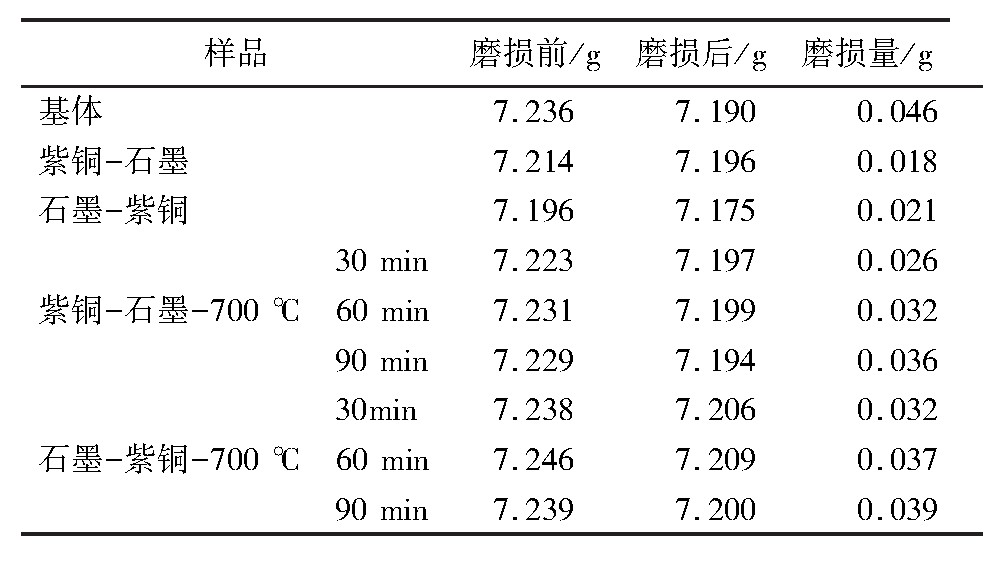 样品 磨损前/g 磨损后/g 磨损量/g
基体 7.236 7.190 0.046
紫铜-石墨 7.214 7.196 0.018
石墨-紫铜 7.196 7.175 0.021
30 min 7.223 7.197 0.026
紫铜-石墨-700 ℃ 60 min 7.231 7.199 0.032
90 min 7.229 7.194 0.036
30min 7.238 7.206 0.032
石墨-紫铜-700 ℃ 60 min 7.246 7.209 0.037
90 min 7.239 7.200 0.039